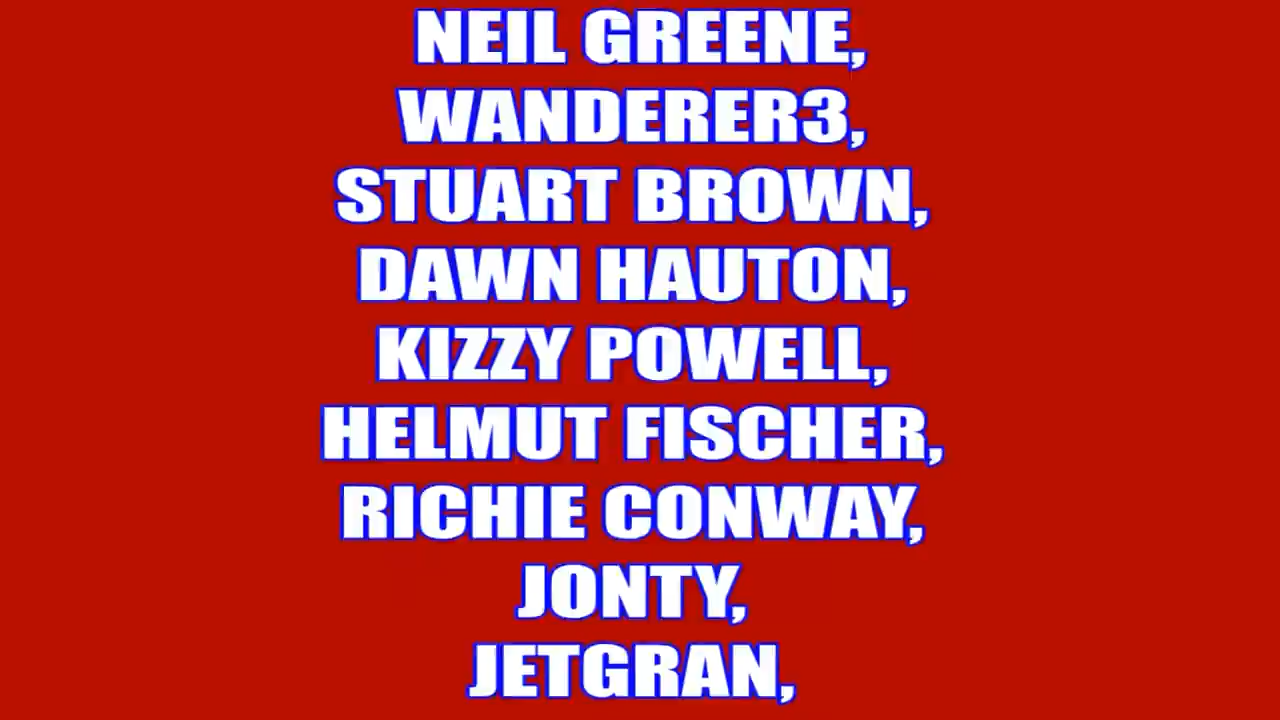 NEIL GREENE,
WANDERER3,
STUART BROWN,
DAWN HAUTON,
KIZZY POWELL,
HELMUT FISCHER,
RICHIE CONWAY,
JONTY,
JETGRAN,